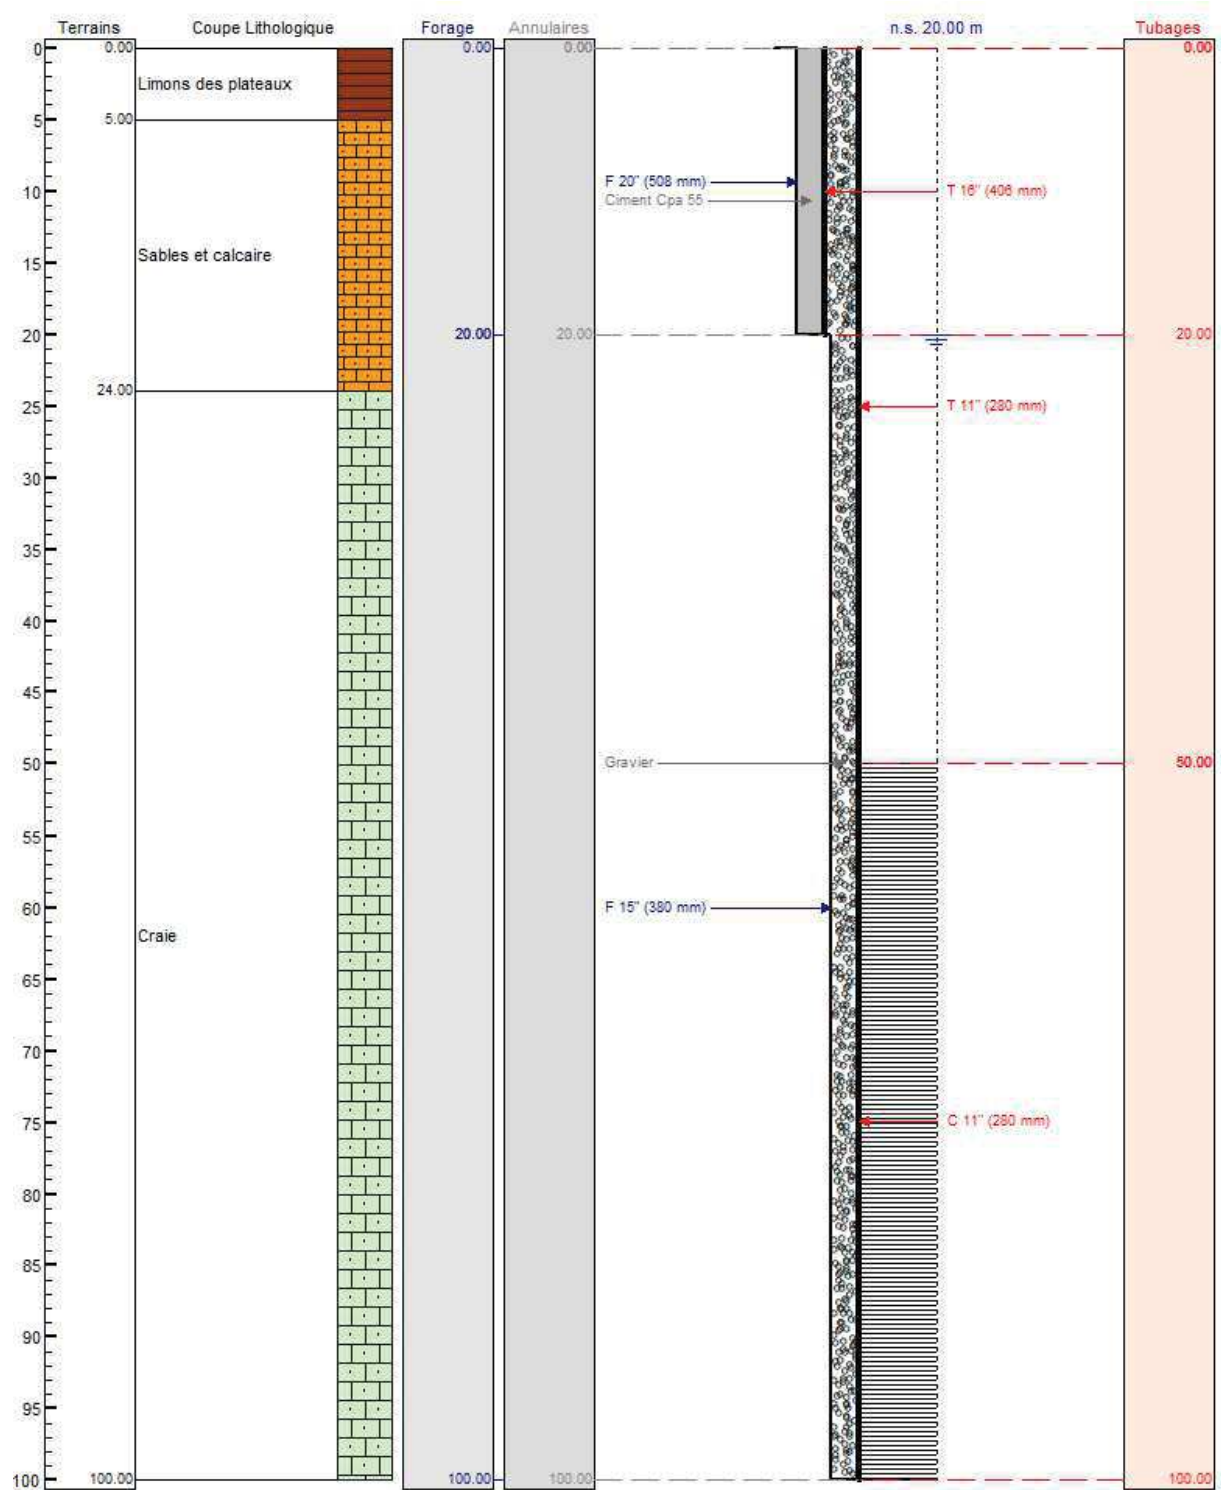 Terrains Coupe Lithologique Forage Annulaires n.s. 20.00 m Tubages
0 0.00 0.00 0.00 0.00
Limons des plateaux
5 5.00
F 20" (508 mm) T 16" (406 mm)
10 Ciment Cpa 55
15 Sables et calcaire
20 20.00 20.00 20.00
24.00
25 T 11" (280 mm)
30
35
40
45
50 Gravier 50.00
55
60 F 15" (380 mm)
Craie
65
70
75 C 11" (280 mm)
80
85
90
95
100 100.00 100.00 100.00 100.00